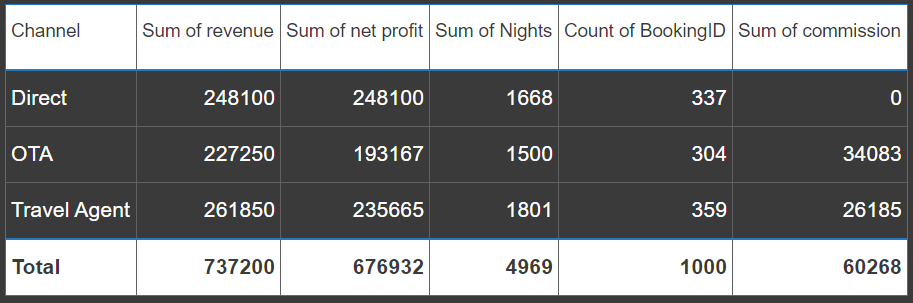 Channel Sum of revenue Sum of net profit Sum of Nights Count of BookingID Sum of commission
Direct 248100 248100 1668 337 0
OTA 227250 193167 1500 304 34083
Travel Agent 261850 235665 1801 359 26185
Total 737200 676932 4969 1000 60268